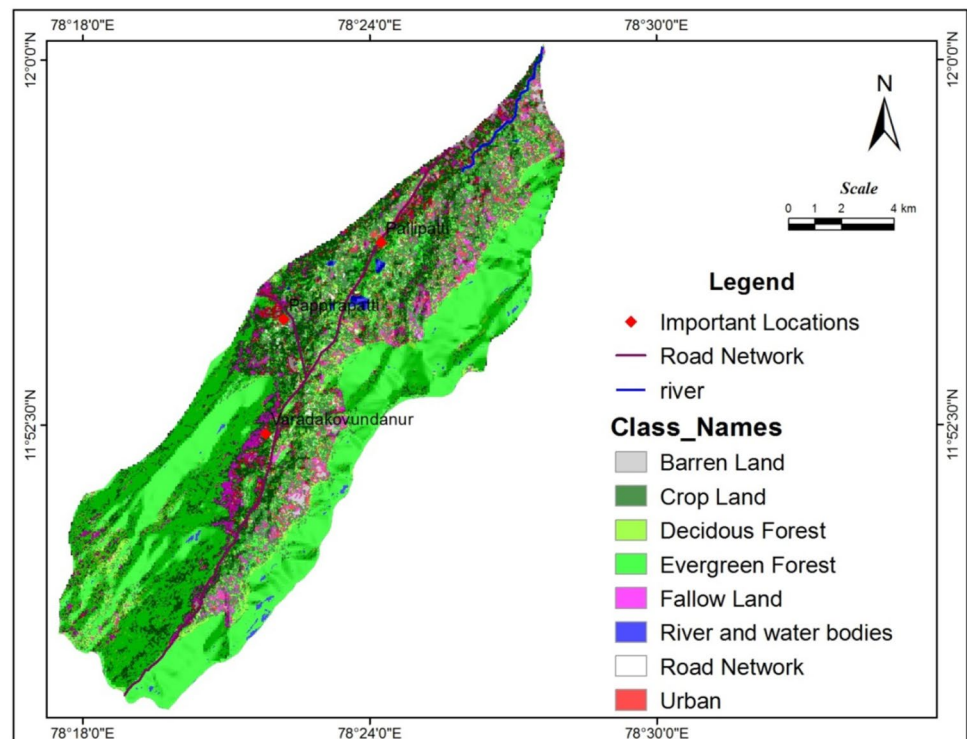 78°18'0"E 78°24'0"E 78°30'0"E
12°0'0"N 12°0'0"N
N
Scale
0 1 2 4 km
Pallipatti
Legend
Pappirapatti
Important Locations
Road Network
river
Varadakovundanur
11°52'30"N 11°52'30"N
Class_Names
Barren Land
Crop Land
Decidous Forest
Evergreen Forest
Fallow Land
River and water bodies
Road Network
Urban
78°18'0"E 78°24'0"E 78°30'0"E